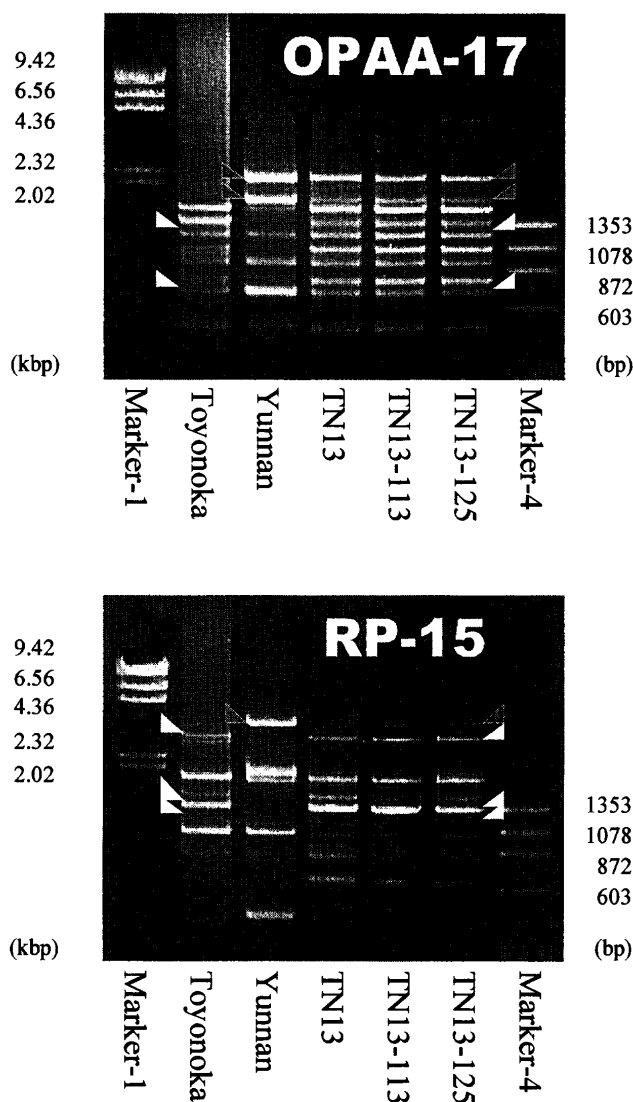 OPAA-17
9.42
6.56
4.36
2.32
2.02
(kbp)
1353
1078
872
603
(bp)
Marker-1
Toyonoka
Yunnan
TN13
TN13-113
TN13-125
Marker-4
RP-15
9.42
6.56
4.36
2.32
2.02
(kbp)
1353
1078
872
603
(bp)
Marker-1
Toyonoka
Yunnan
TN13
TN13-113
TN13-125
Marker-4